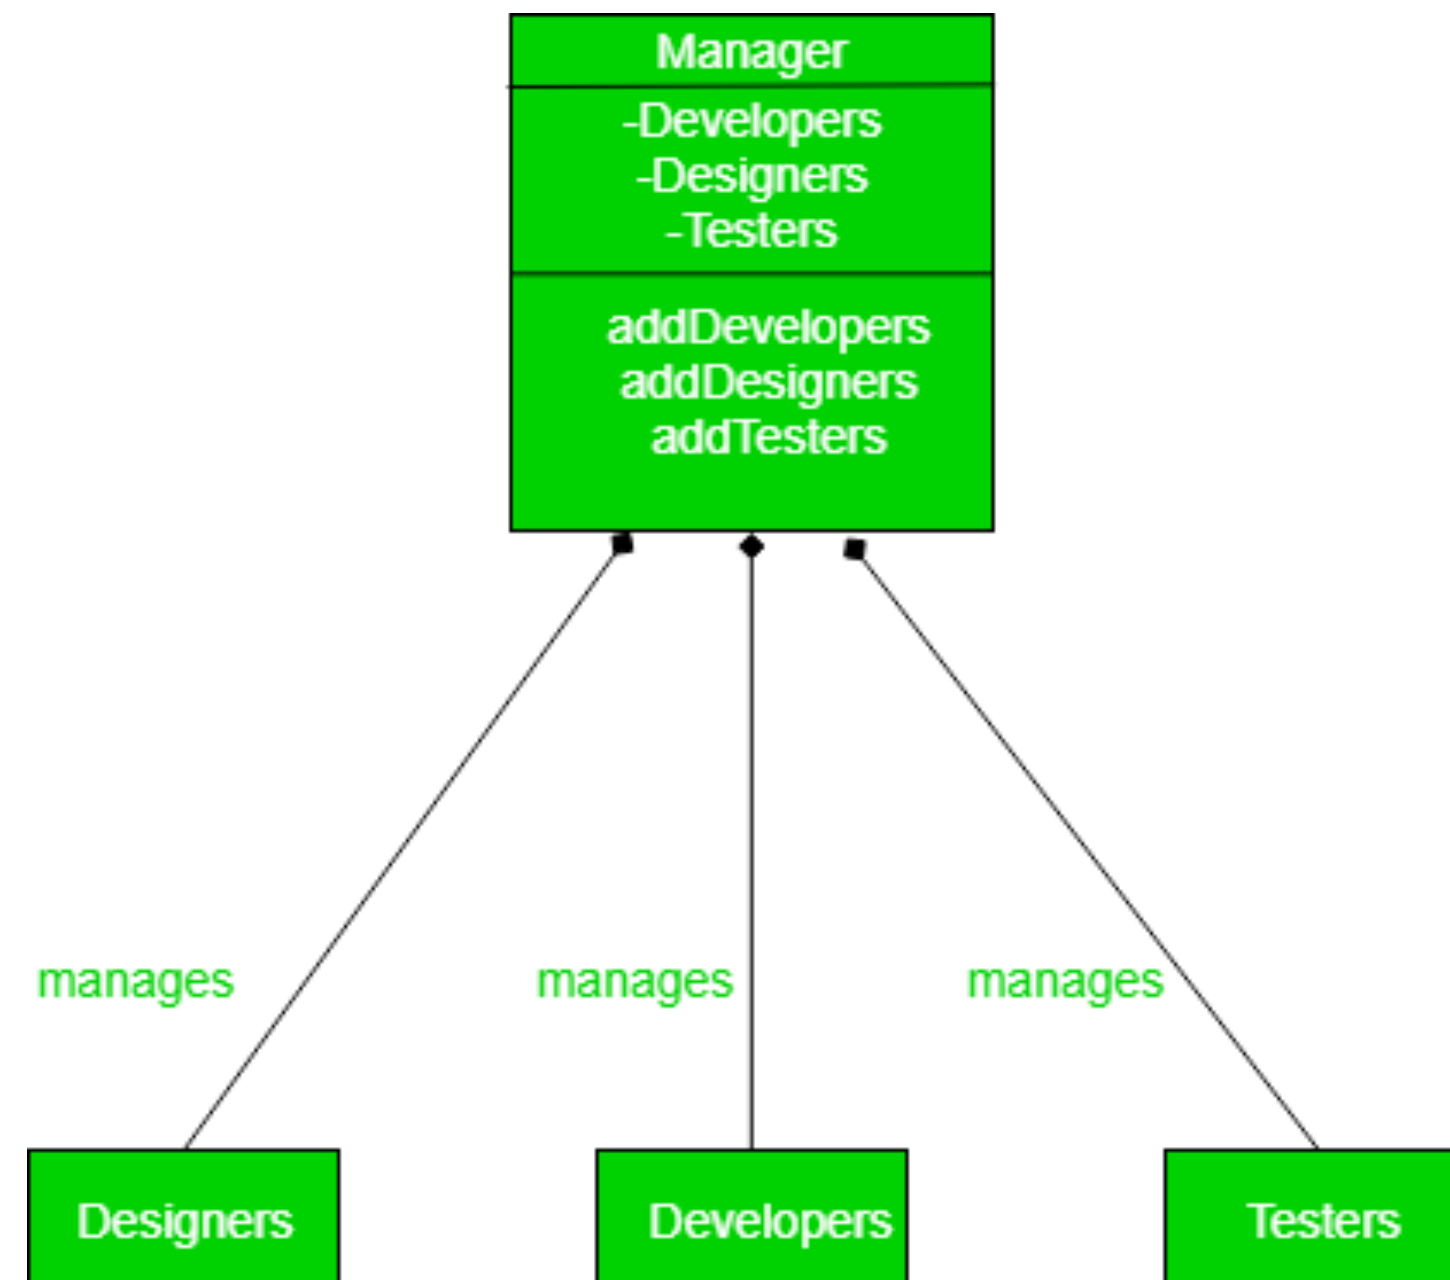 Manager
-Developers
-Designers
-Testers
addDevelopers
addDesigners
addTesters
manages
manages
manages
Designers
Developers
Testers